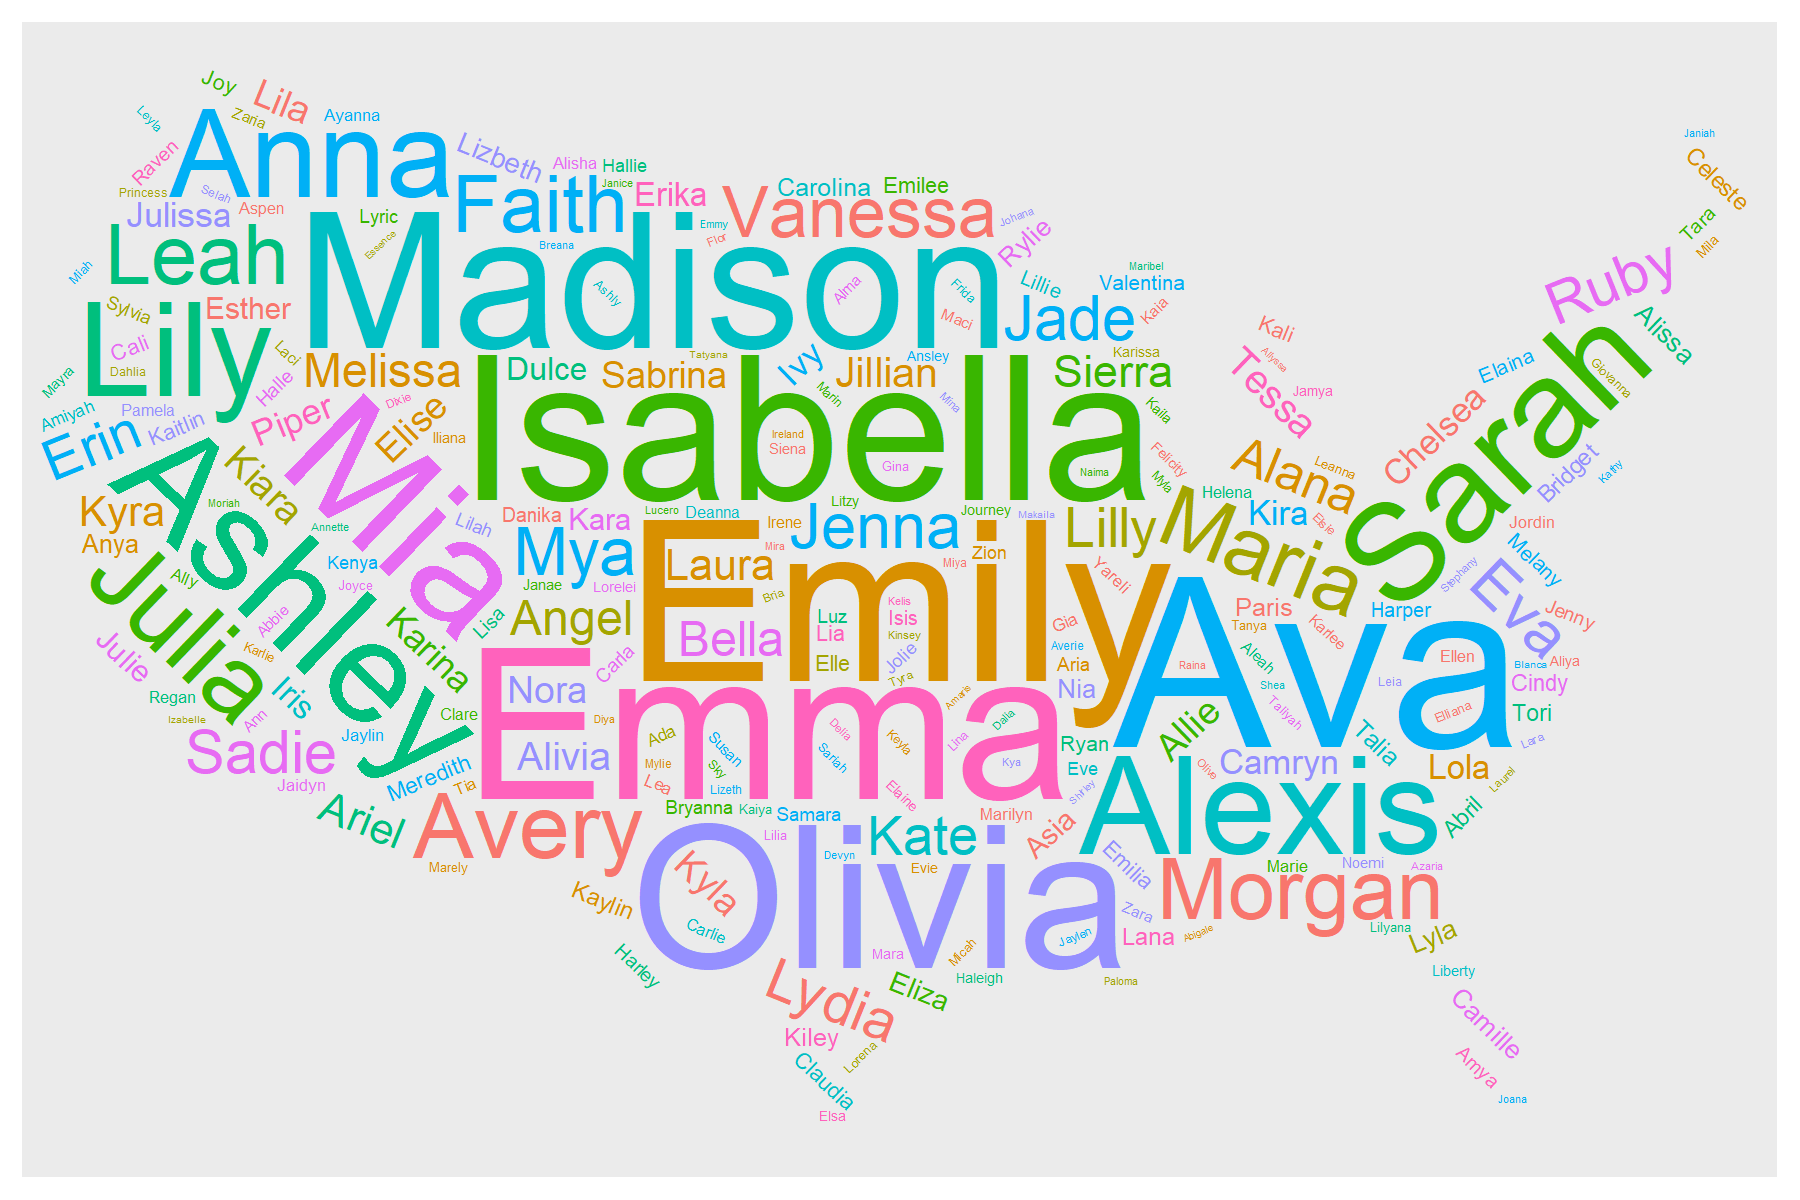 Joy
Lila
Leyla
Zaria
Ayanna
Anna
Lizbeth
Raven
Alisha
Hallie
Janiah
Celeste
Princess
Selah
Faith
Janice
Erika
Carolina
Emilee
Julissa
Aspen
Lyric
Vanessa
Johana
Tara
Mila
Emmy
Flor
Essence
Breana
Rylie
Leah
Madison
Maribel
Miah
Ashly
Alma
Frida
Lillie
Valentina
Ruby
Sylvia
Esther
Lily
Maci
Jade
Kaia
Kali
Alissa
Cali
Laci
Tatyana
Ansley
Karissa
Allyssa
Elaina
Giovanna
Mayra
Dahlia
Halle
Melissa
Dulce
Sabrina
Ivy
Jillian
Sierra
Tessa
Jamya
Sarah
Amiyah
Pamela
Kaitlin
Piper
Dixie
Elise
Marin
Mina
Kaila
Chelsea
Erin
Mia
Iliana
Isabella
Ireland
Siena
Gina
Naima
Felicity
Myla
Alana
Leanna
Bridget
Kathy
Ashley
Kiara
Helena
Kyra
Moriah
Annette
Lilah
Danika
Kara
Lucero
Deanna
Litzy
Irene
Jenna
Journey
Makaila
Lilly
Maria
Kira
Elsie
Jordin
Anya
Mya
Emily
Mira
Laura
Miya
Zion
Yareli
Melany
Julia
Ally
Kenya
Joyce
Janae
Lorelei
Bria
Stephany
Eva
Abbie
Karina
Lisa
Angel
Bella
Luz
Lia
Kelis
Isis
Kinsey
Gia
Paris
Tanya
Karlee
Harper
Jenny
Julie
Karlie
Carla
Elle
Jolie
Tyra
Averie
Aria
Aleah
Ava
Raina
Ellen
Blanca
Aliya
Regan
Iris
Clare
Emma
Nora
Amaris
Nia
Shea
Taliyah
Leia
Cindy
Izabelle
Ann
Jaylin
Diya
Ada
Susan
Delia
Keyla
Lina
Dalia
Allie
Elliana
Tori
Sadie
Alivia
Mylie
Sky
Sariah
Kya
Ryan
Eve
Olive
Talia
Lara
Jaidyn
Meredith
Tia
Lea
Lizeth
Elaine
Shirley
Camryn
Lola
Laurel
Ariel
Avery
Bryanna
Kaiya
Samara
Marilyn
Asia
Alexis
Abril
Marely
Lilia
Devyn
Kate
Evie
Emilia
Marie
Noemi
Azaria
Kaylin
Kyla
Olivia
Morgan
Carlie
Zara
Lilyana
Harley
Mara
Micah
Jaylen
Lana
Abigale
Lyla
Lydia
Eliza
Haleigh
Paloma
Liberty
Kiley
Lorena
Camille
Claudia
Amya
Elsa
Joana